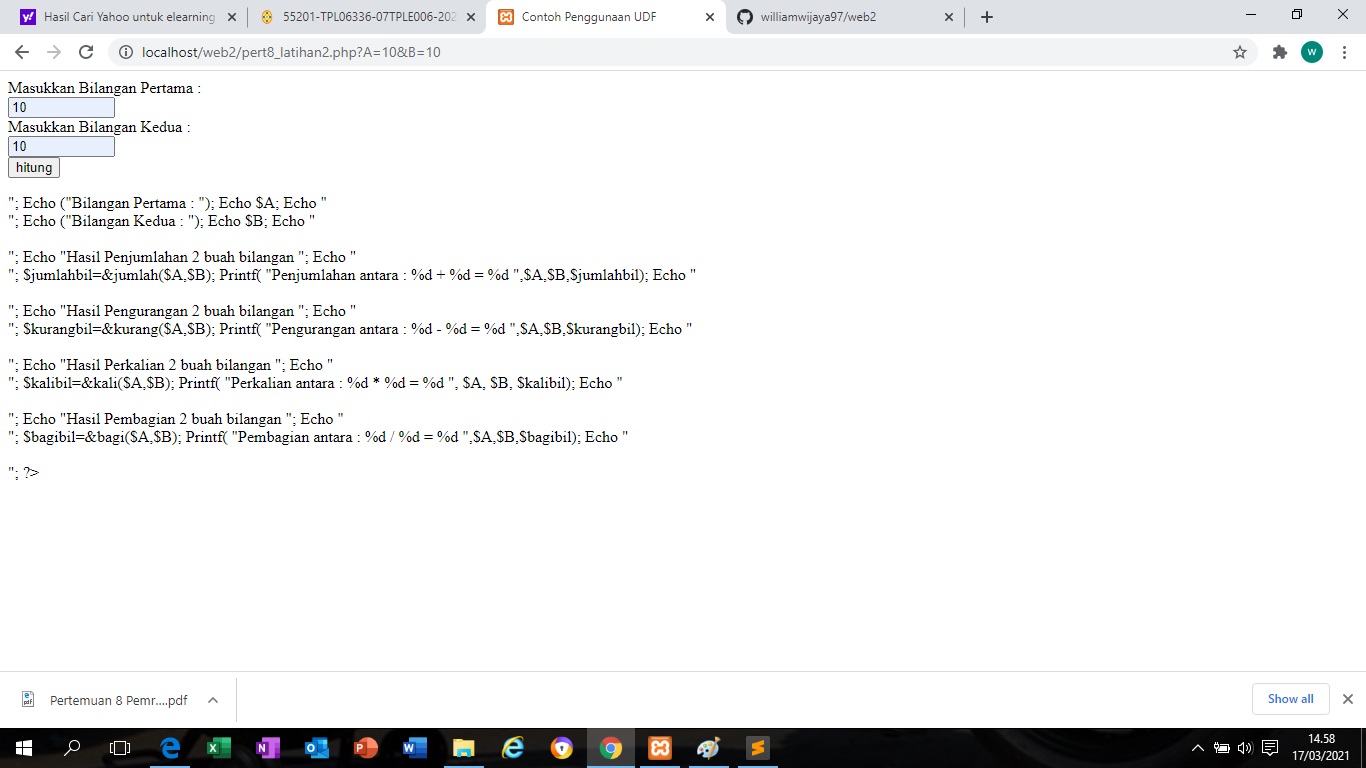 Hasil Cari Yahoo untuk elearning
55201-TPL06336-07TPLE006-202
Contoh Penggunaan UDF
williamwijaya97/web2
localhost/web2/pert8_latihan2.php?A=10&B=10
W
Masukkan Bilangan Pertama :
10
Masukkan Bilangan Kedua :
10
hitung
"; Echo ("Bilangan Pertama : "); Echo $A; Echo "
"; Echo ("Bilangan Kedua : "); Echo $B; Echo "
"; Echo "Hasil Penjumlahan 2 buah bilangan "; Echo "
"; $jumlahbil=&jumlah($A,$B); Printf( "Penjumlahan antara : %d + %d = %d ",$A,$B,$jumlahbil); Echo "
"; Echo "Hasil Pengurangan 2 buah bilangan "; Echo "
"; $kurangbil=&kurang($A,$B); Printf( "Pengurangan antara : %d - %d = %d ",$A,$B,$kurangbil); Echo "
"; Echo "Hasil Perkalian 2 buah bilangan "; Echo "
"; $kalibil=&kali($A,$B); Printf( "Perkalian antara : %d * %d = %d ", $A, $B, $kalibil); Echo "
"; Echo "Hasil Pembagian 2 buah bilangan "; Echo "
"; $bagibil=&bagi($A,$B); Printf( "Pembagian antara : %d / %d = %d ",$A,$B,$bagibil); Echo "
"; ?>
Pertemuan 8 Pemr....pdf
Show all
14.58
17/03/2021